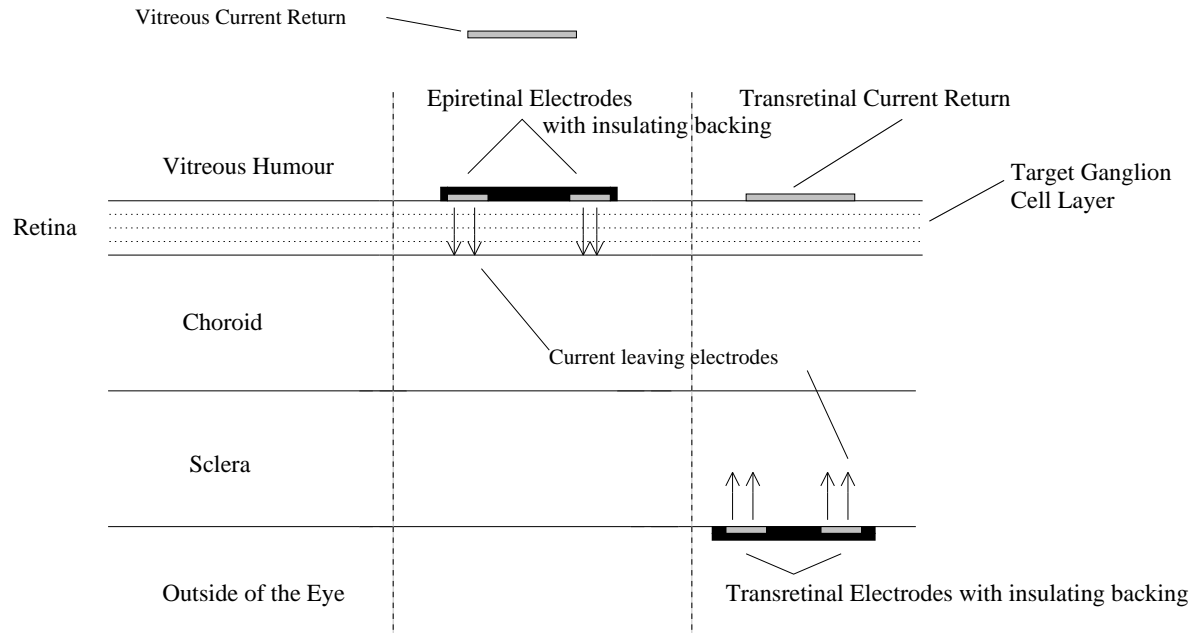 Vitreous Current Return
Epiretinal Electrodes
with insulating backing
Transretinal Current Return
Vitreous Humour
Target Ganglion
Cell Layer
Retina
Choroid
Current leaving electrodes
Sclera
Outside of the Eye
Transretinal Electrodes with insulating backing